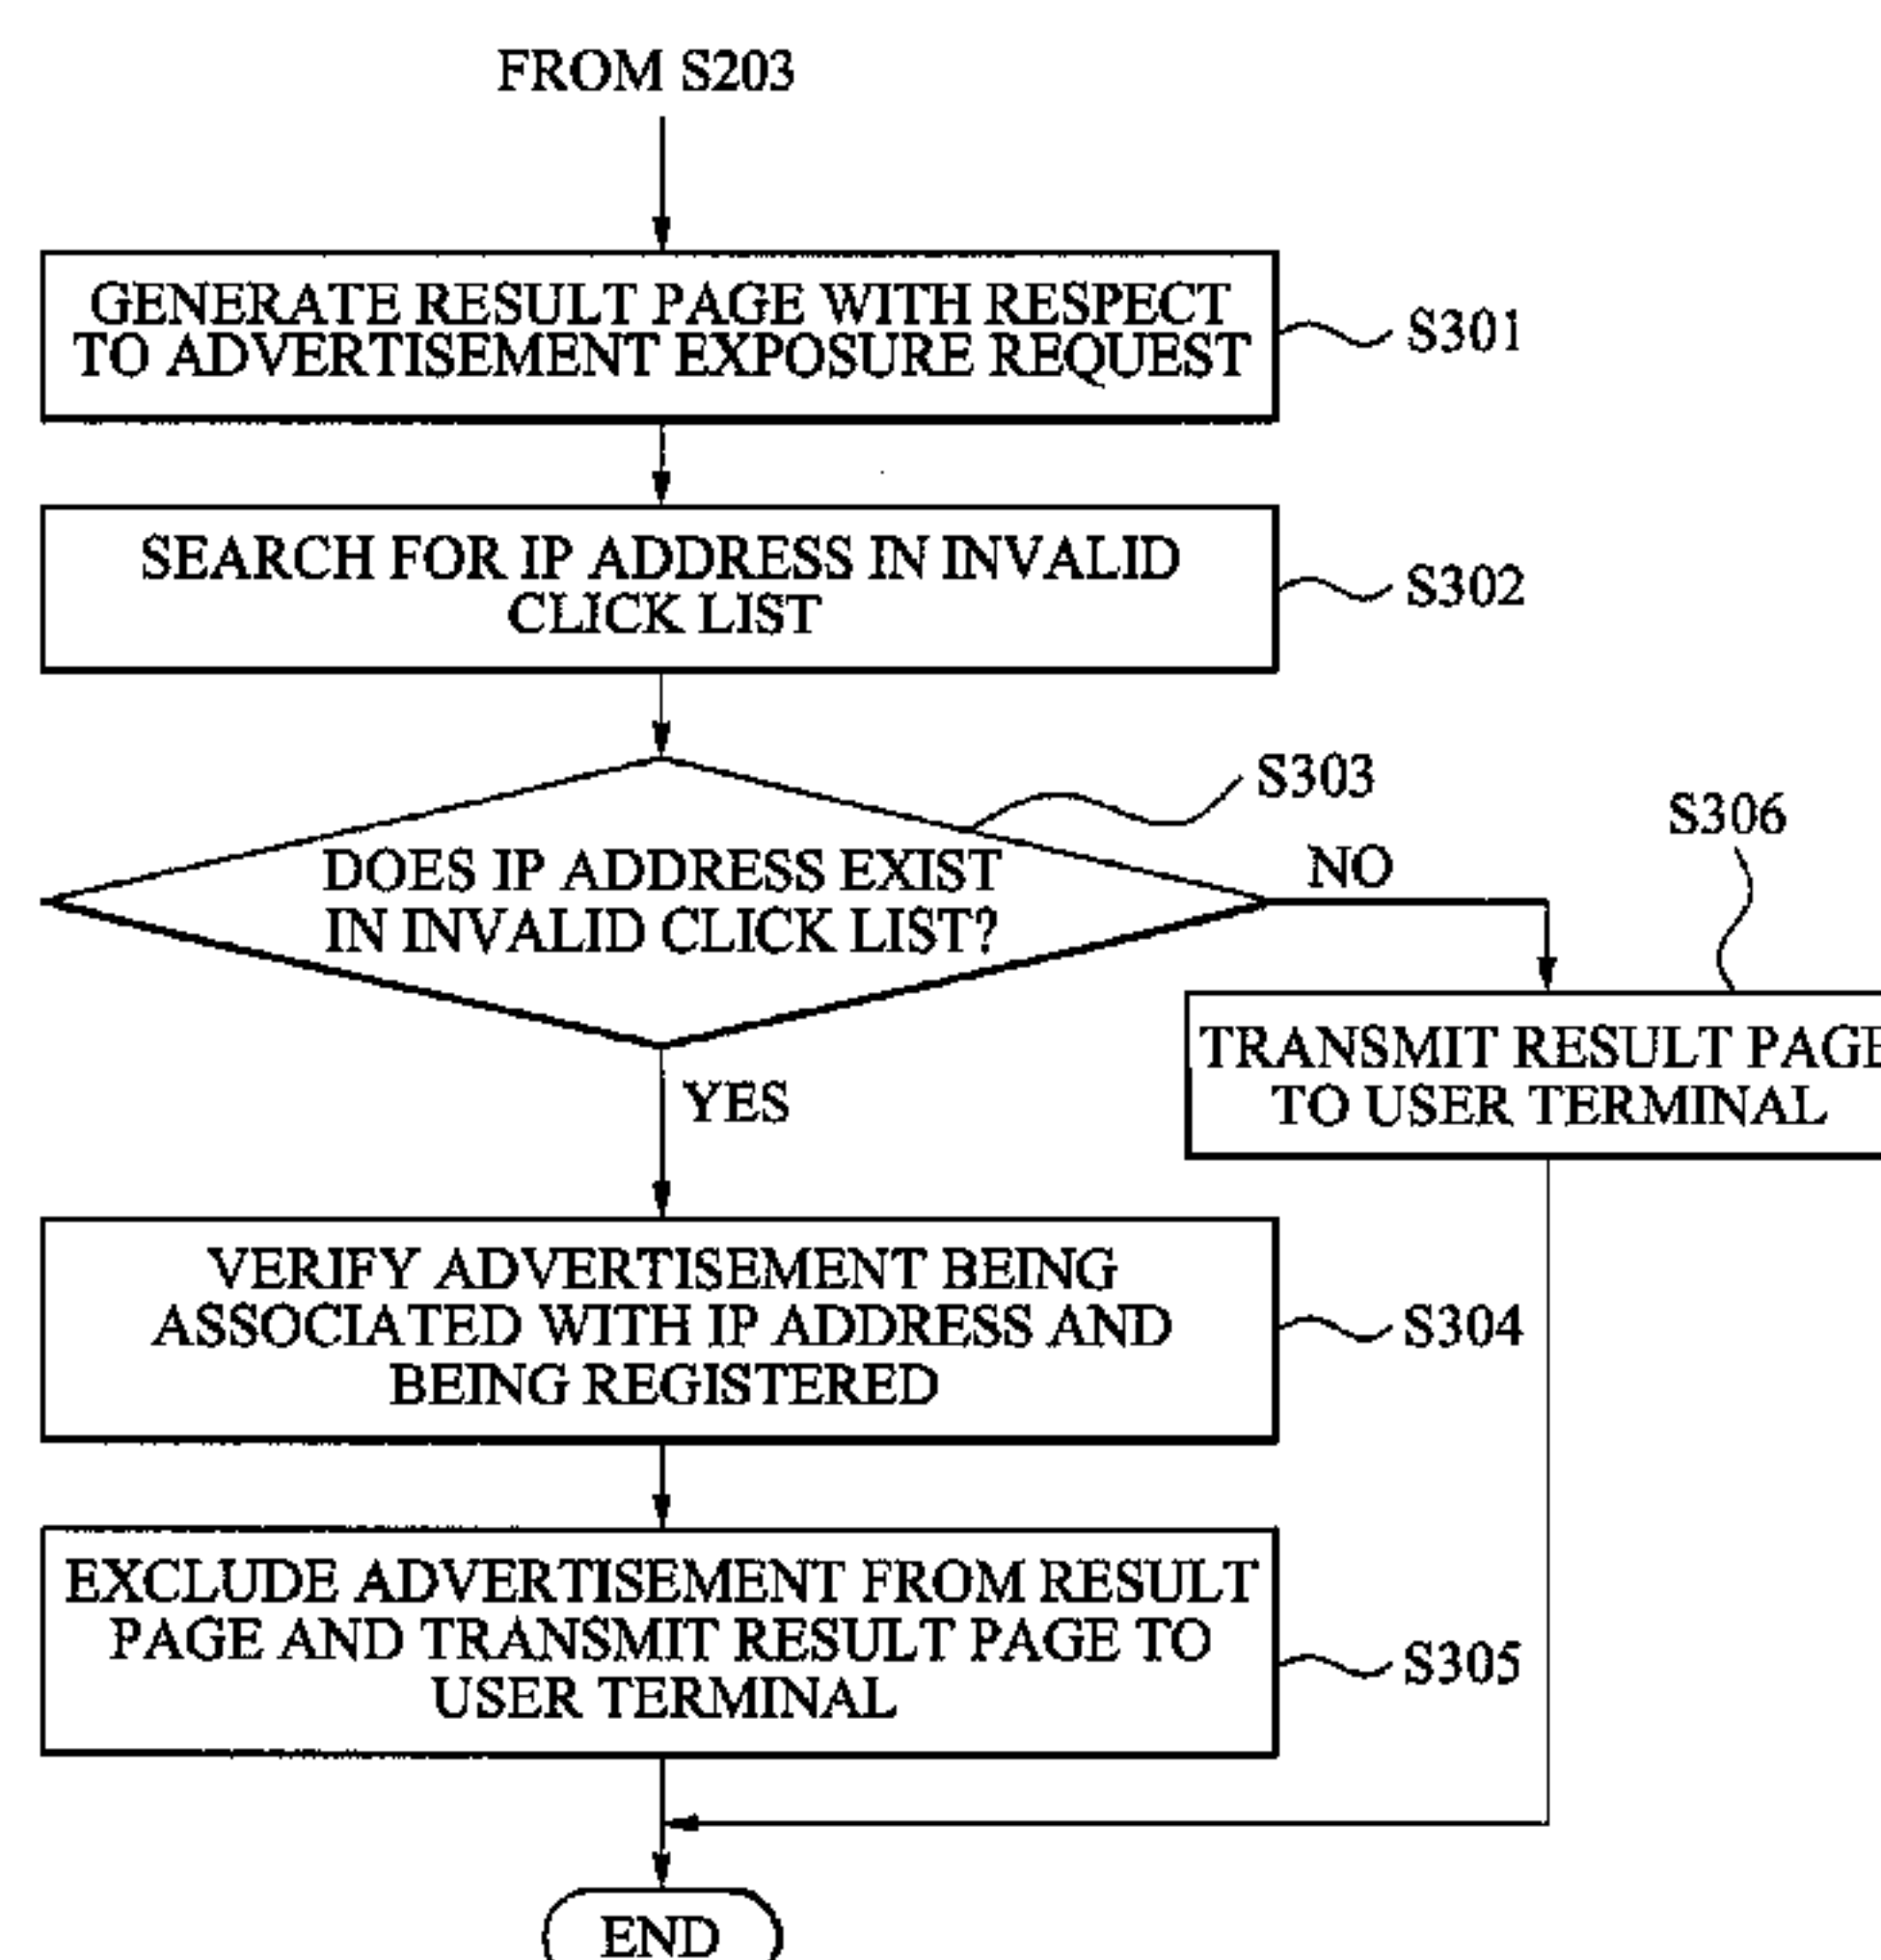 FROM S203
GENERATE RESULT PAGE WITH RESPECT
TO ADVERTISEMENT EXPOSURE REQUEST
S301
SEARCH FOR IP ADDRESS IN INVALID
CLICK LIST
S302
S303
DOES IP ADDRESS EXIST
IN INVALID CLICK LIST?
NO
S306
TRANSMIT RESULT PAGE
TO USER TERMINAL
YES
VERIFY ADVERTISEMENT BEING
ASSOCIATED WITH IP ADDRESS AND
BEING REGISTERED
S304
EXCLUDE ADVERTISEMENT FROM RESULT
PAGE AND TRANSMIT RESULT PAGE TO
USER TERMINAL
S305
END